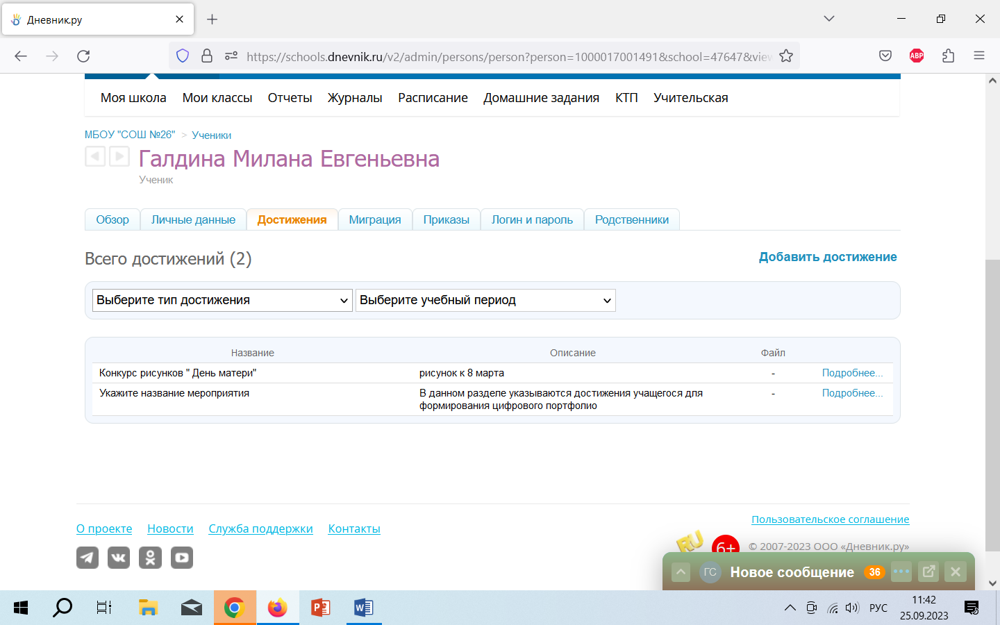 Дневник.ру
https://schools.dnevnik.ru/v2/admin/persons/person?person=1000017001491&school=47647&view
ABP
Моя школа Мои классы Отчеты Журналы Расписание Домашние задания КТП Учительская
МБОУ "СОШ №26" > Ученики
Галдина Милана Евгеньевна
Ученик
Обзор Личные данные Достижения Миграция Приказы Логин и пароль Родственники
Всего достижений (2) Добавить достижение
Выберите тип достижения Выберите учебный период
Название Описание Файл
Конкурс рисунков " День матери" рисунок к 8 марта - Подробнее...
Укажите название мероприятия В данном разделе указываются достижения учащегося для - Подробнее...
формирования цифрового портфолио
Пользовательское соглашение
О проекте Новости Служба поддержки Контакты
RU 6+ © 2007-2023 ООО «Дневник.ру»
ГС Новое сообщение 36
РУС 11:42
25.09.2023